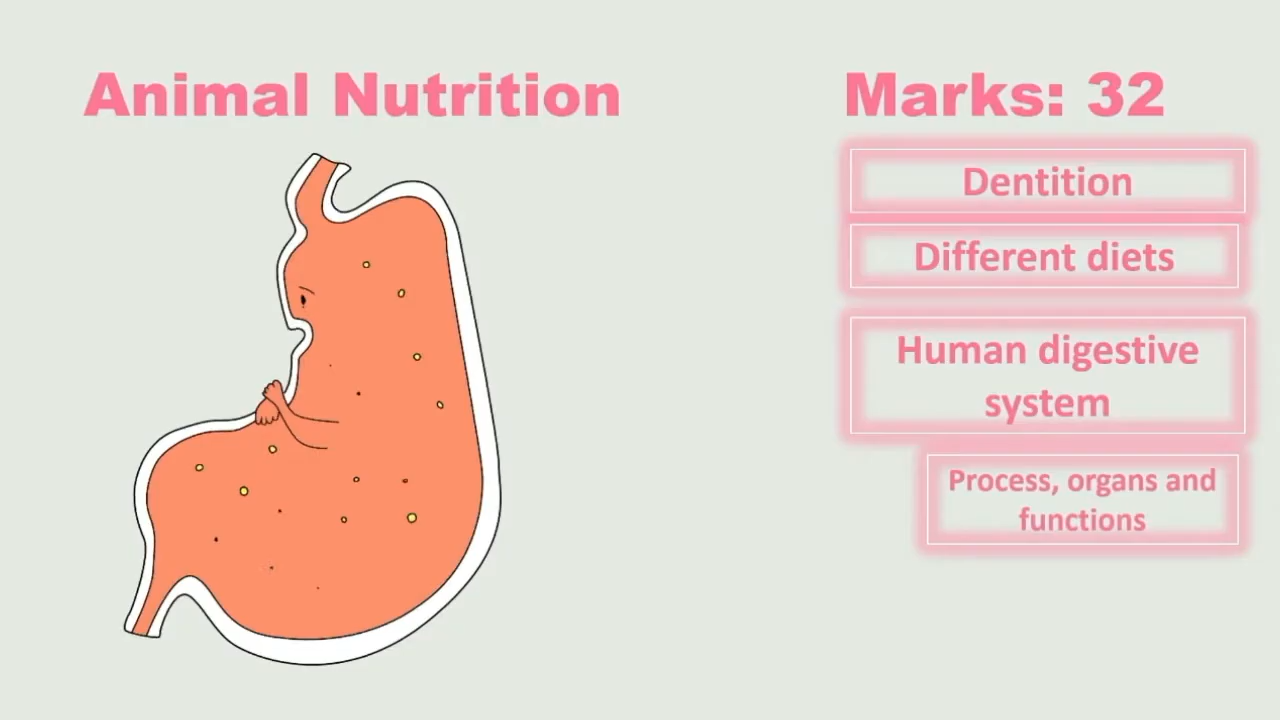 Animal Nutrition
Marks: 32
Dentition
Different diets
Human digestive
system
Process, organs and
functions